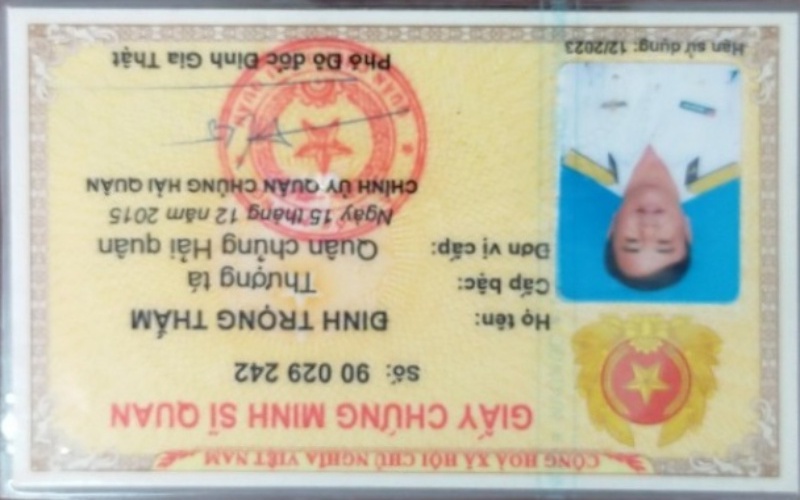 CỘNG HOÀ XÃ HỘI CHỦ NGHĨA VIỆT NAM
GIẤY CHỨNG MINH SĨ QUAN
Số: 90 029 242
Họ tên: ĐINH TRỌNG THẮM
Cấp bậc: Thượng tá
Đơn vị cấp: Quân chủng Hải quân
Ngày 15 tháng 12 năm 2015
CHÍNH ỦY QUÂN CHỦNG HẢI QUÂN
Phó Đô đốc Đinh Gia Thật
Hạn sử dụng: 12/2023